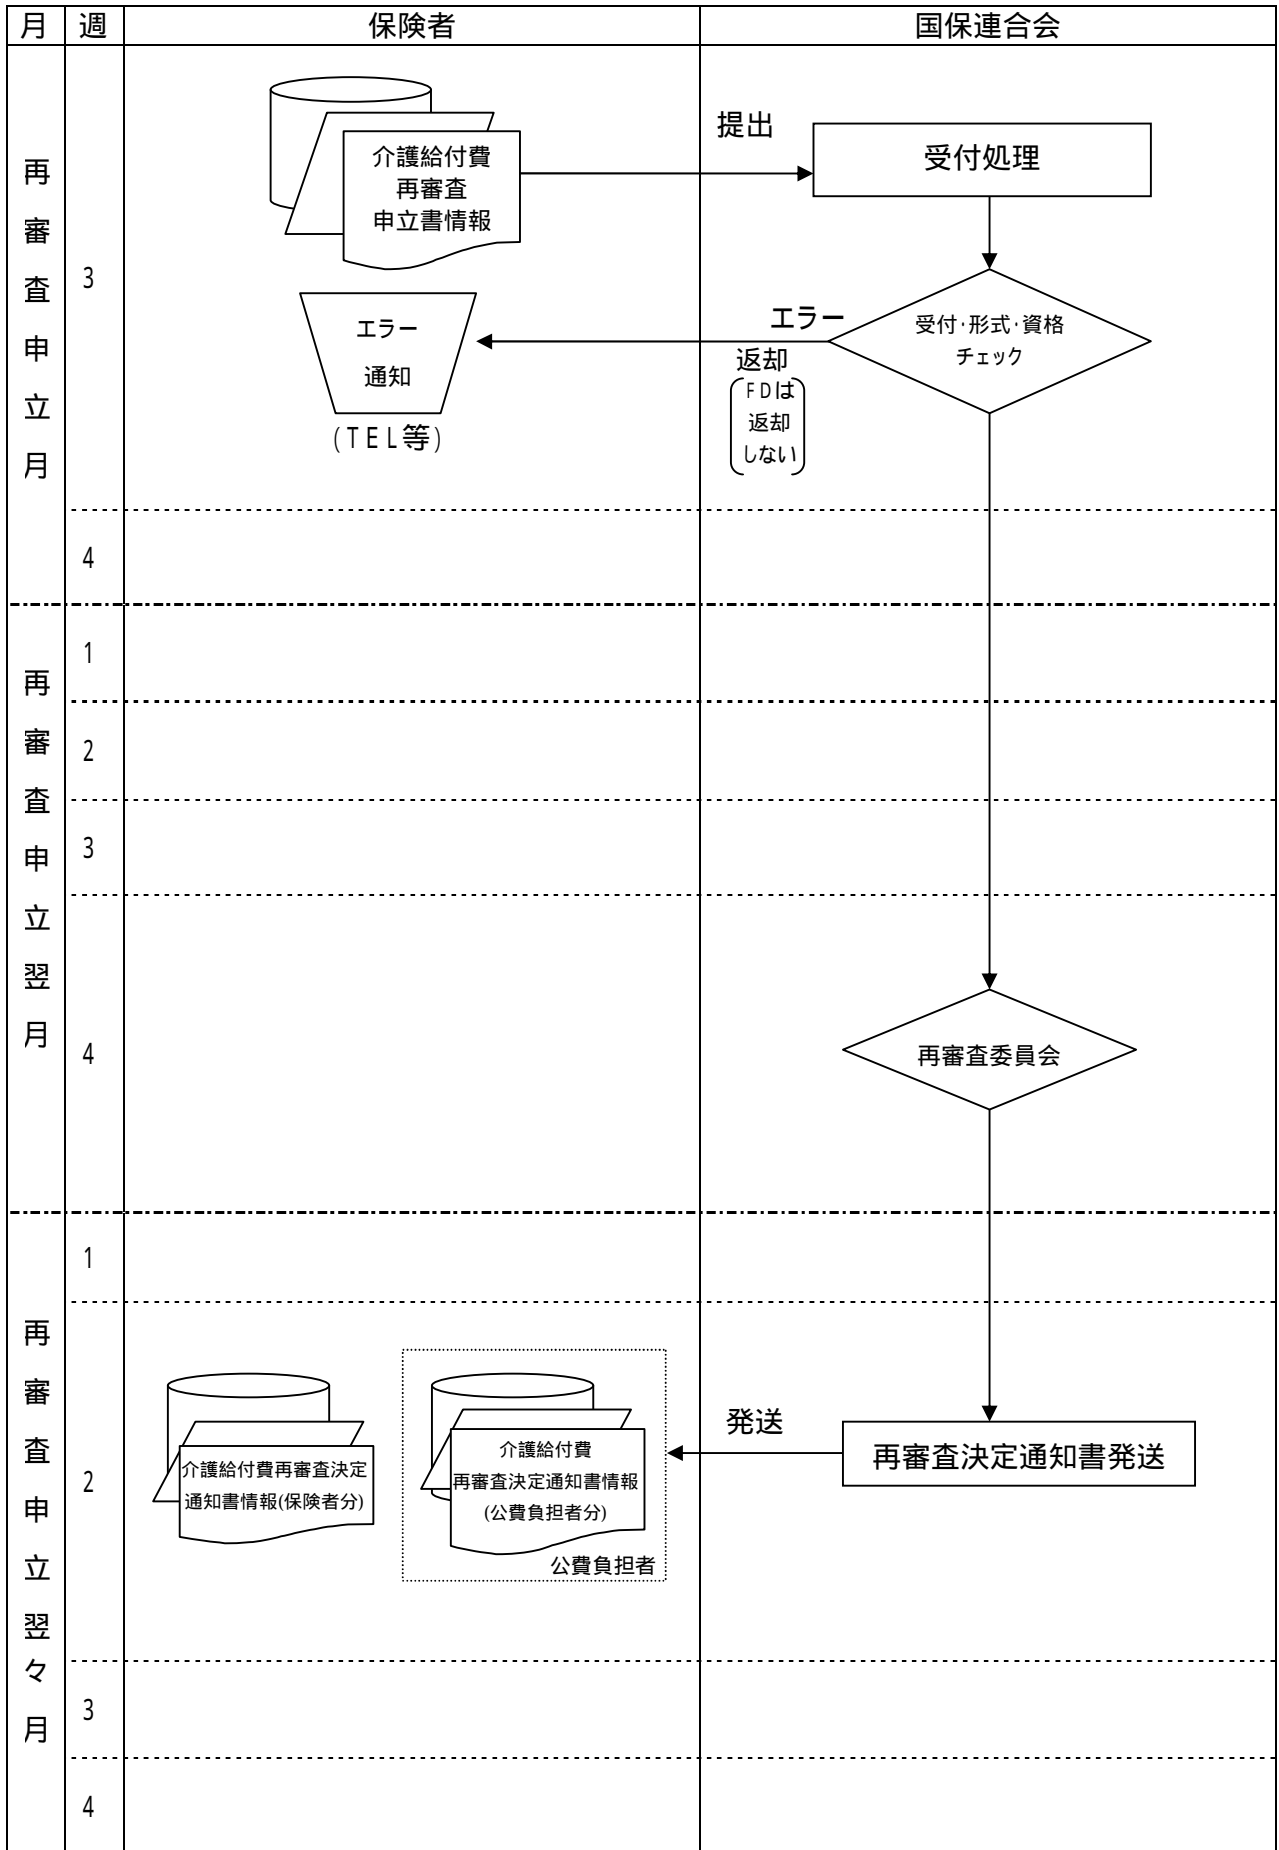 月 週 保険者 国保連合会
再審査申立月
3
介護給付費
再審査
申立書情報
提出
受付処理
エラー
通知
(TEL等)
エラー
返却
FDは
返却
しない
受付・形式・資格
チェック
4
再審査申立翌月
1
2
3
4
再審査委員会
再審査申立翌々月
1
2
介護給付費再審査決定
通知書情報(保険者分)
介護給付費
再審査決定通知書情報
(公費負担者分)
公費負担者
発送
再審査決定通知書発送
3
4